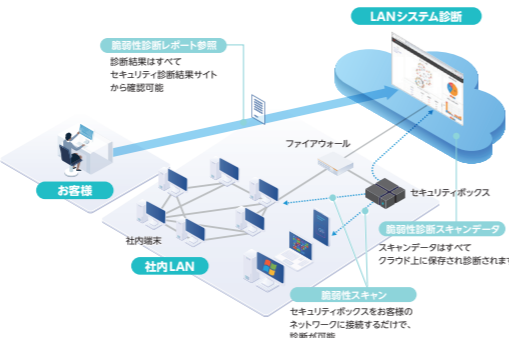 LANシステム診断
脆弱性診断レポート参照
診断結果はすべて
セキュリティ診断結果サイト
から確認可能
ファイアウォール
お客様
セキュリティボックス
社内端末
脆弱性診断スキャンデータ
スキャンデータはすべて
クラウド上に保存され診断されます
社内LAN
脆弱性スキャン
セキュリティボックスをお客様の
ネットワークに接続するだけで、
診断が可能